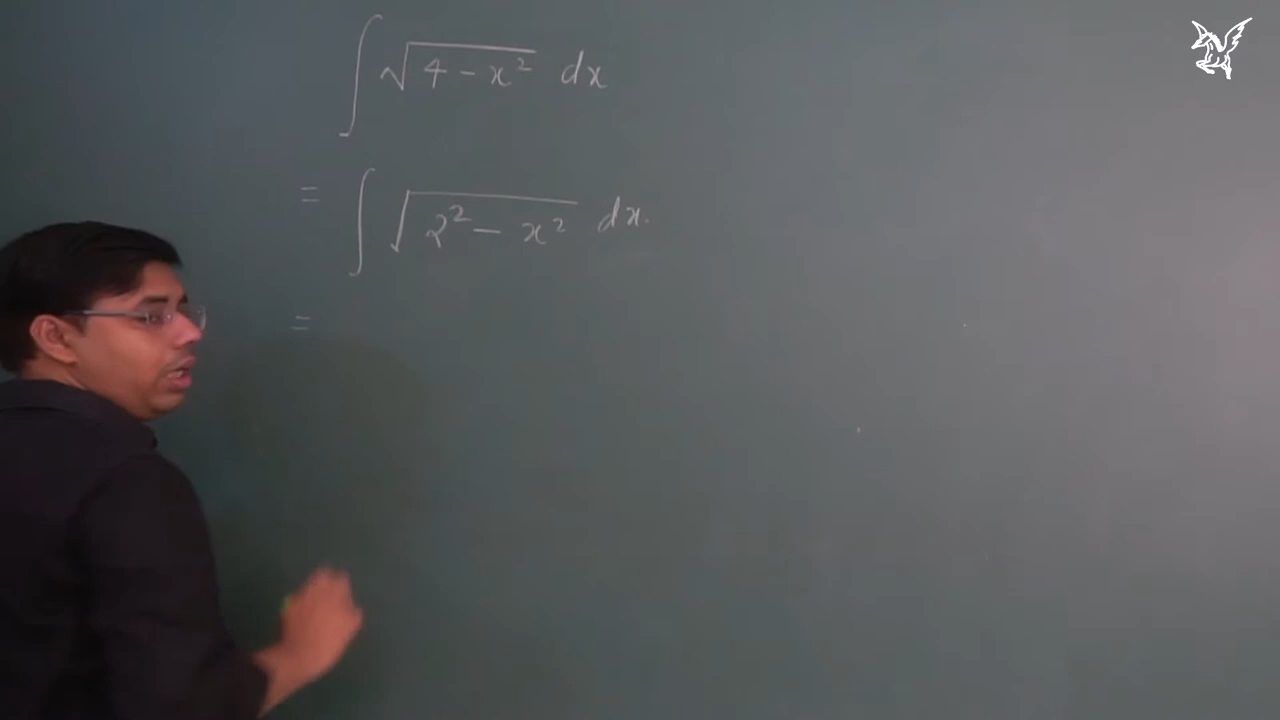 ∫ √(4 − x²) dx
= ∫ √(2² − x²) dx.
=